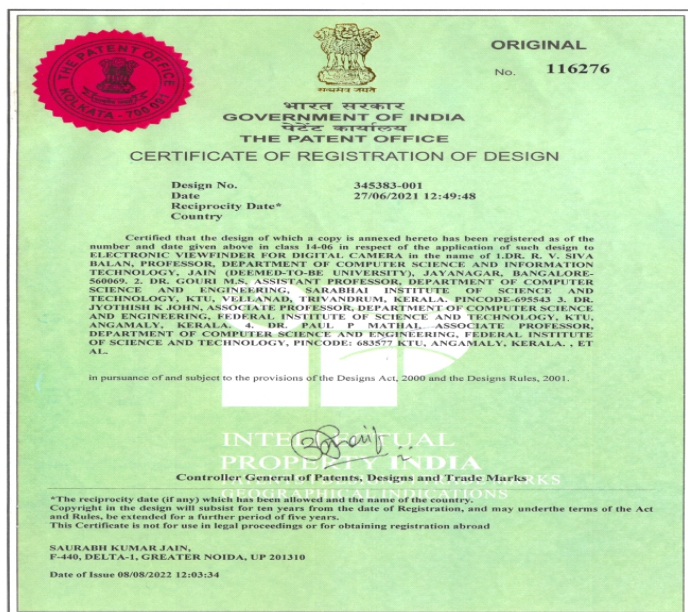 ORIGINAL
No. 116276
THE PATENT OFFICE
KOLKATA - 700 091
सत्यमेव जयते
भारत सरकार
GOVERNMENT OF INDIA
पेटेंट कार्यालय
THE PATENT OFFICE
CERTIFICATE OF REGISTRATION OF DESIGN
Design No. 345383-001
Date 27/06/2021 12:49:48
Reciprocity Date*
Country
Certified that the design of which a copy is annexed hereto has been registered as of the
number and date given above in class 14-06 in respect of the application of such design to
ELECTRONIC VIEWFINDER FOR DIGITAL CAMERA in the name of 1.DR. R. V. SIVA
BALAN, PROFESSOR, DEPARTMENT OF COMPUTER SCIENCE AND INFORMATION
TECHNOLOGY, JAIN (DEEMED-TO-BE UNIVERSITY), JAYANAGAR, BANGALORE-
560069. 2. DR. GOURI M.S, ASSISTANT PROFESSOR, DEPARTMENT OF COMPUTER
SCIENCE AND ENGINEERING, SARABHAI INSTITUTE OF SCIENCE AND
TECHNOLOGY, KTU, VELLANAD, TRIVANDRUM, KERALA. PINCODE-695543 3. DR.
JYOTHISH K JOHN, ASSOCIATE PROFESSOR, DEPARTMENT OF COMPUTER SCIENCE
AND ENGINEERING, FEDERAL INSTITUTE OF SCIENCE AND TECHNOLOGY, KTU,
ANGAMALY, KERALA. 4. DR. PAUL P MATHAI, ASSOCIATE PROFESSOR,
DEPARTMENT OF COMPUTER SCIENCE AND ENGINEERING, FEDERAL INSTITUTE
OF SCIENCE AND TECHNOLOGY, PINCODE: 683577 KTU, ANGAMALY, KERALA. , ET
AL.
in pursuance of and subject to the provisions of the Designs Act, 2000 and the Designs Rules, 2001.
INTELLECTUAL
PROPERTY INDIA
Controller General of Patents, Designs and Trade Marks
GEOGRAPHICAL INDICATIONS
*The reciprocity date (if any) which has been allowed and the name of the country.
Copyright in the design will subsist for ten years from the date of Registration, and may underthe terms of the Act
and Rules, be extended for a further period of five years.
This Certificate is not for use in legal proceedings or for obtaining registration abroad
SAURABH KUMAR JAIN,
F-440, DELTA-1, GREATER NOIDA, UP 201310
Date of Issue 08/08/2022 12:03:34